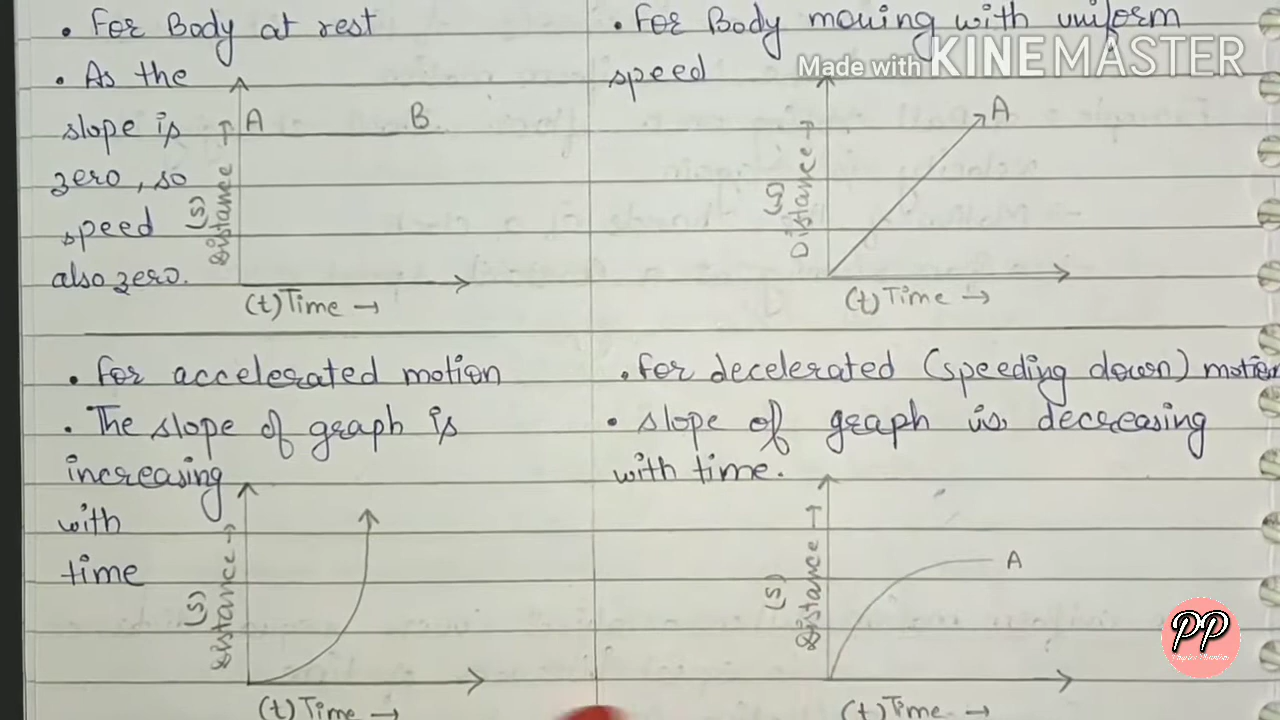 • For Body at rest
• As the
slope is
zero, so
speed
also zero.
A
B
(s)
Distance →
(t) Time →
• For Body moving with uniform
speed
Made with KINEMASTER
A
(s)
Distance →
(t) Time →
• For accelerated motion
• The slope of graph is
increasing
with
time
(s)
Distance →
(t) Time →
• For decelerated (speeding down) motion
• slope of graph is decreasing
with time.
A
(s)
Distance →
(t) Time →
PP